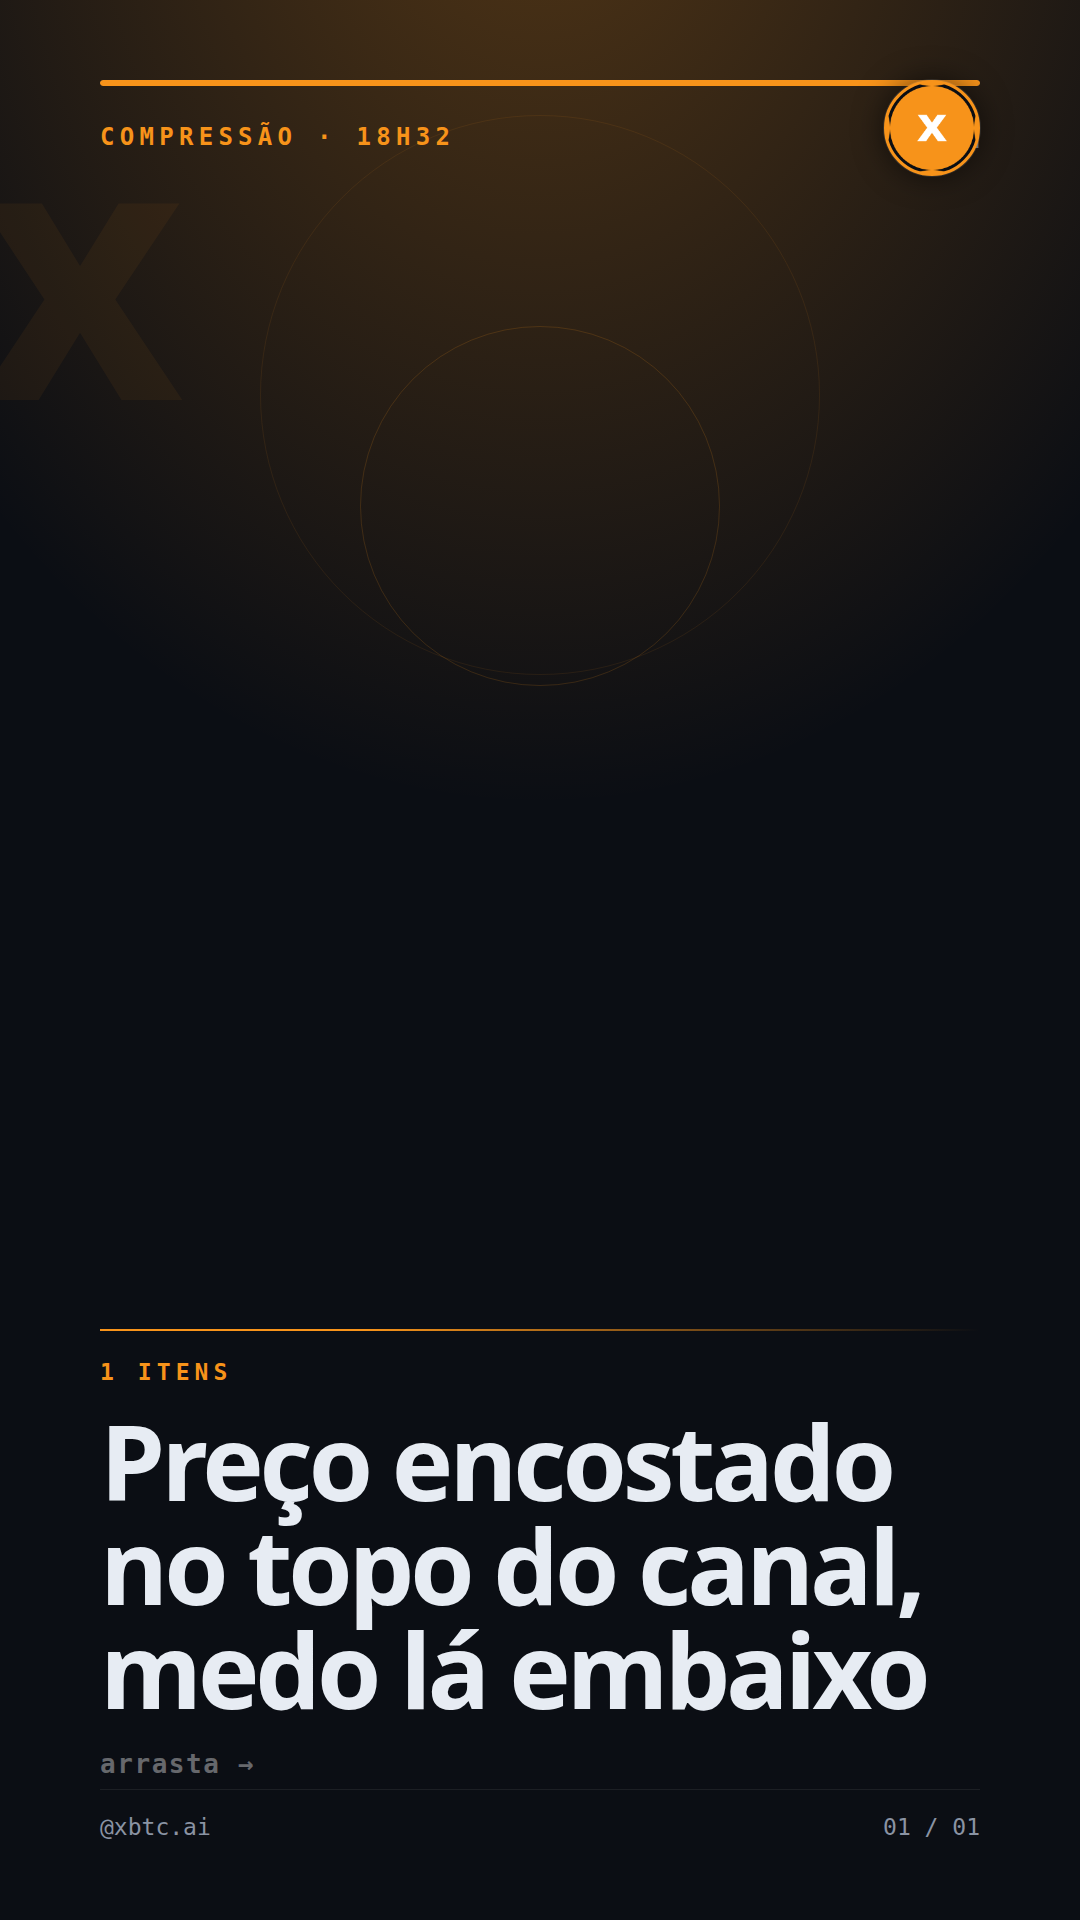 COMPRESSÃO · 18H32
X
X
1 ITENS
Preço encostado
no topo do canal,
medo lá embaixo
arrasta →
@xbtc.ai
01 / 01